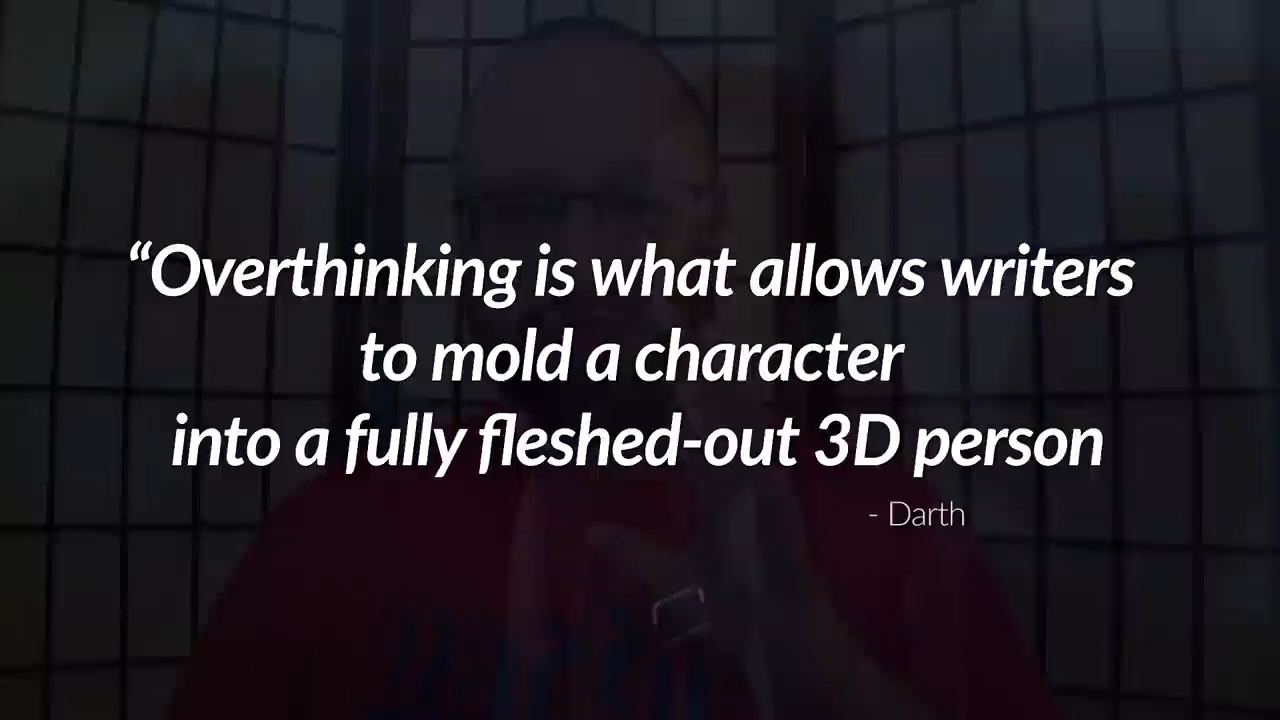 “Overthinking is what allows writers
to mold a character
into a fully fleshed-out 3D person
- Darth